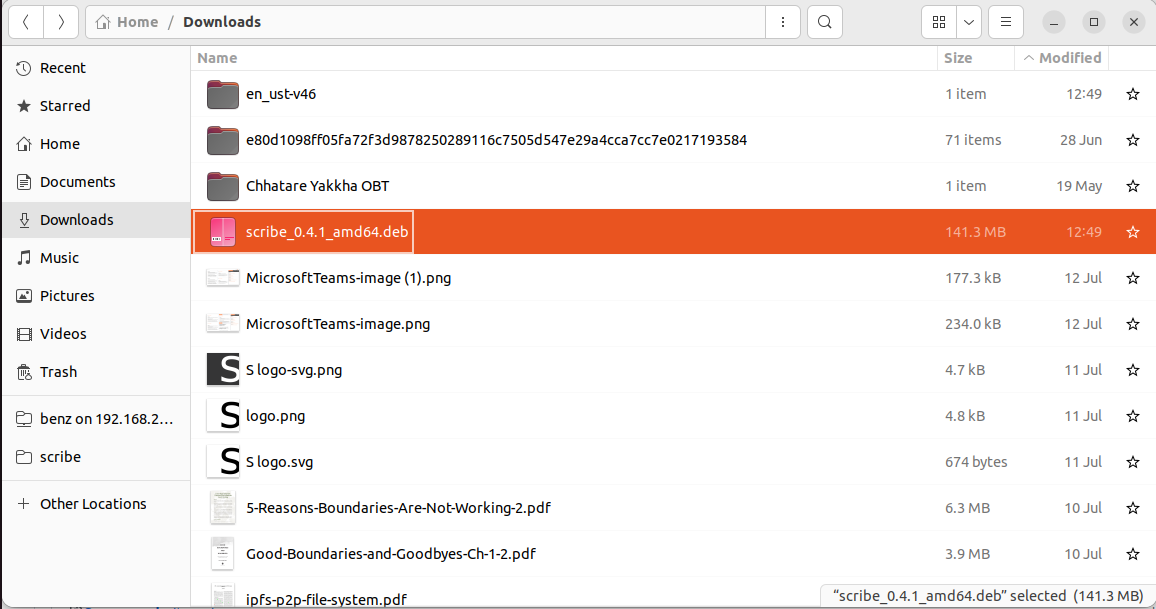 Home / Downloads
Name Size Modified
Recent
Starred
Home
Documents
Downloads
Music
Pictures
Videos
Trash
benz on 192.168.2...
scribe
Other Locations
en_ust-v46 1 item 12:49
e80d1098ff05fa72f3d9878250289116c7505d547e29a4cca7cc7e0217193584 71 items 28 Jun
Chhatare Yakkha OBT 1 item 19 May
scribe_0.4.1_amd64.deb 141.3 MB 12:49
MicrosoftTeams-image (1).png 177.3 kB 12 Jul
MicrosoftTeams-image.png 234.0 kB 12 Jul
S logo-svg.png 4.7 kB 11 Jul
logo.png 4.8 kB 11 Jul
S logo.svg 674 bytes 11 Jul
5-Reasons-Boundaries-Are-Not-Working-2.pdf 6.3 MB 10 Jul
Good-Boundaries-and-Goodbyes-Ch-1-2.pdf 3.9 MB 10 Jul
ipfs-p2p-file-system.pdf
“scribe_0.4.1_amd64.deb” selected (141.3 MB)